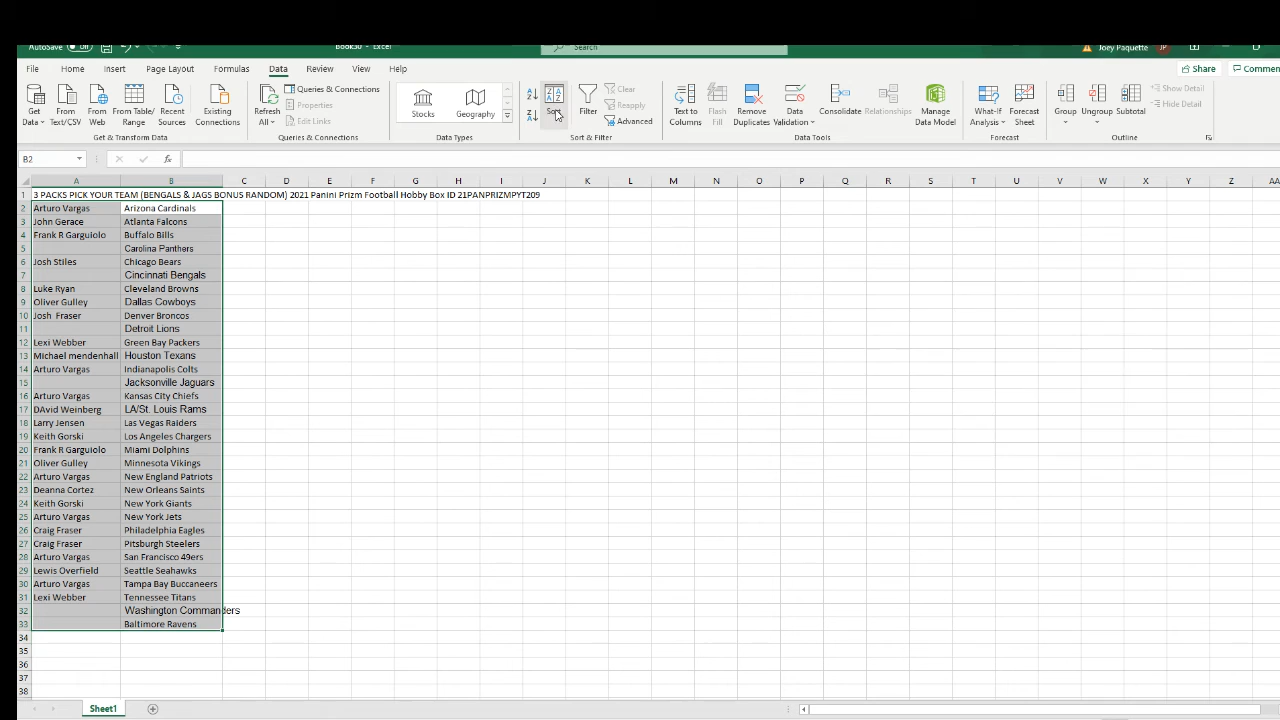 AutoSave Off Book30 - Excel Search Joey Paquette JP
File Home Insert Page Layout Formulas Data Review View Help Share Commen
Get Data From Text/CSV From Web From Table/ Range Recent Sources Existing Connections Refresh All Queries & Connections Properties Edit Links Stocks Geography Sort Filter Clear Reapply Advanced Text to Columns Flash Fill Remove Duplicates Data Validation Consolidate Relationships Manage Data Model What-If Analysis Forecast Sheet Group Ungroup Subtotal Show Detail Hide Detail
Get & Transform Data Queries & Connections Data Types Sort & Filter Data Tools Forecast Outline
B2 fx
A B C D E F G H I J K L M N O P Q R S T U V W X Y Z AA
1 3 PACKS PICK YOUR TEAM (BENGALS & JAGS BONUS RANDOM) 2021 Panini Prizm Football Hobby Box ID 21PANPRIZMPYT209
2 Arturo Vargas Arizona Cardinals
3 John Gerace Atlanta Falcons
4 Frank R Garguiolo Buffalo Bills
5 Carolina Panthers
6 Josh Stiles Chicago Bears
7 Cincinnati Bengals
8 Luke Ryan Cleveland Browns
9 Oliver Gulley Dallas Cowboys
10 Josh Fraser Denver Broncos
11 Detroit Lions
12 Lexi Webber Green Bay Packers
13 Michael mendenhall Houston Texans
14 Arturo Vargas Indianapolis Colts
15 Jacksonville Jaguars
16 Arturo Vargas Kansas City Chiefs
17 DAvid Weinberg LA/St. Louis Rams
18 Larry Jensen Las Vegas Raiders
19 Keith Gorski Los Angeles Chargers
20 Frank R Garguiolo Miami Dolphins
21 Oliver Gulley Minnesota Vikings
22 Arturo Vargas New England Patriots
23 Deanna Cortez New Orleans Saints
24 Keith Gorski New York Giants
25 Arturo Vargas New York Jets
26 Craig Fraser Philadelphia Eagles
27 Craig Fraser Pitsburgh Steelers
28 Arturo Vargas San Francisco 49ers
29 Lewis Overfield Seattle Seahawks
30 Arturo Vargas Tampa Bay Buccaneers
31 Lexi Webber Tennessee Titans
32 Washington Commanders
33 Baltimore Ravens
34
35
36
37
38
Sheet1